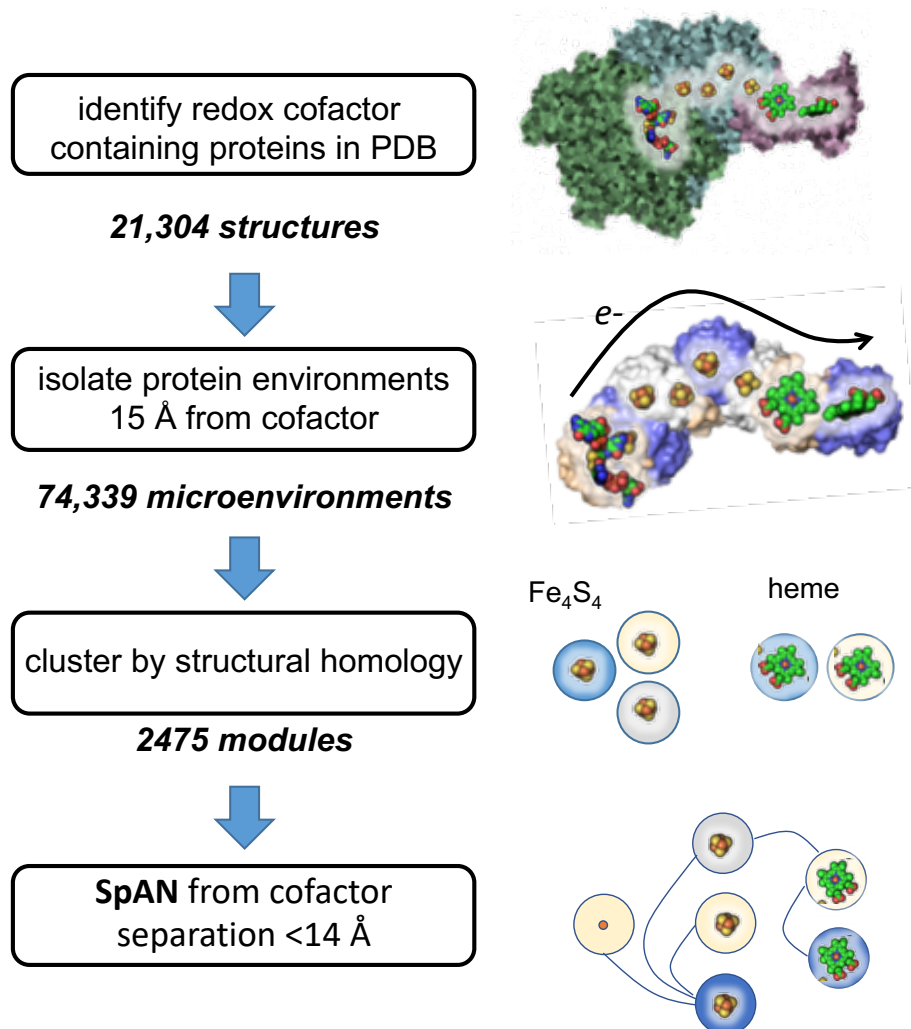 identify redox cofactor
containing proteins in PDB
21,304 structures
e-
isolate protein environments
15 Å from cofactor
74,339 microenvironments
Fe₄S₄
heme
cluster by structural homology
2475 modules
SpAN from cofactor
separation <14 Å